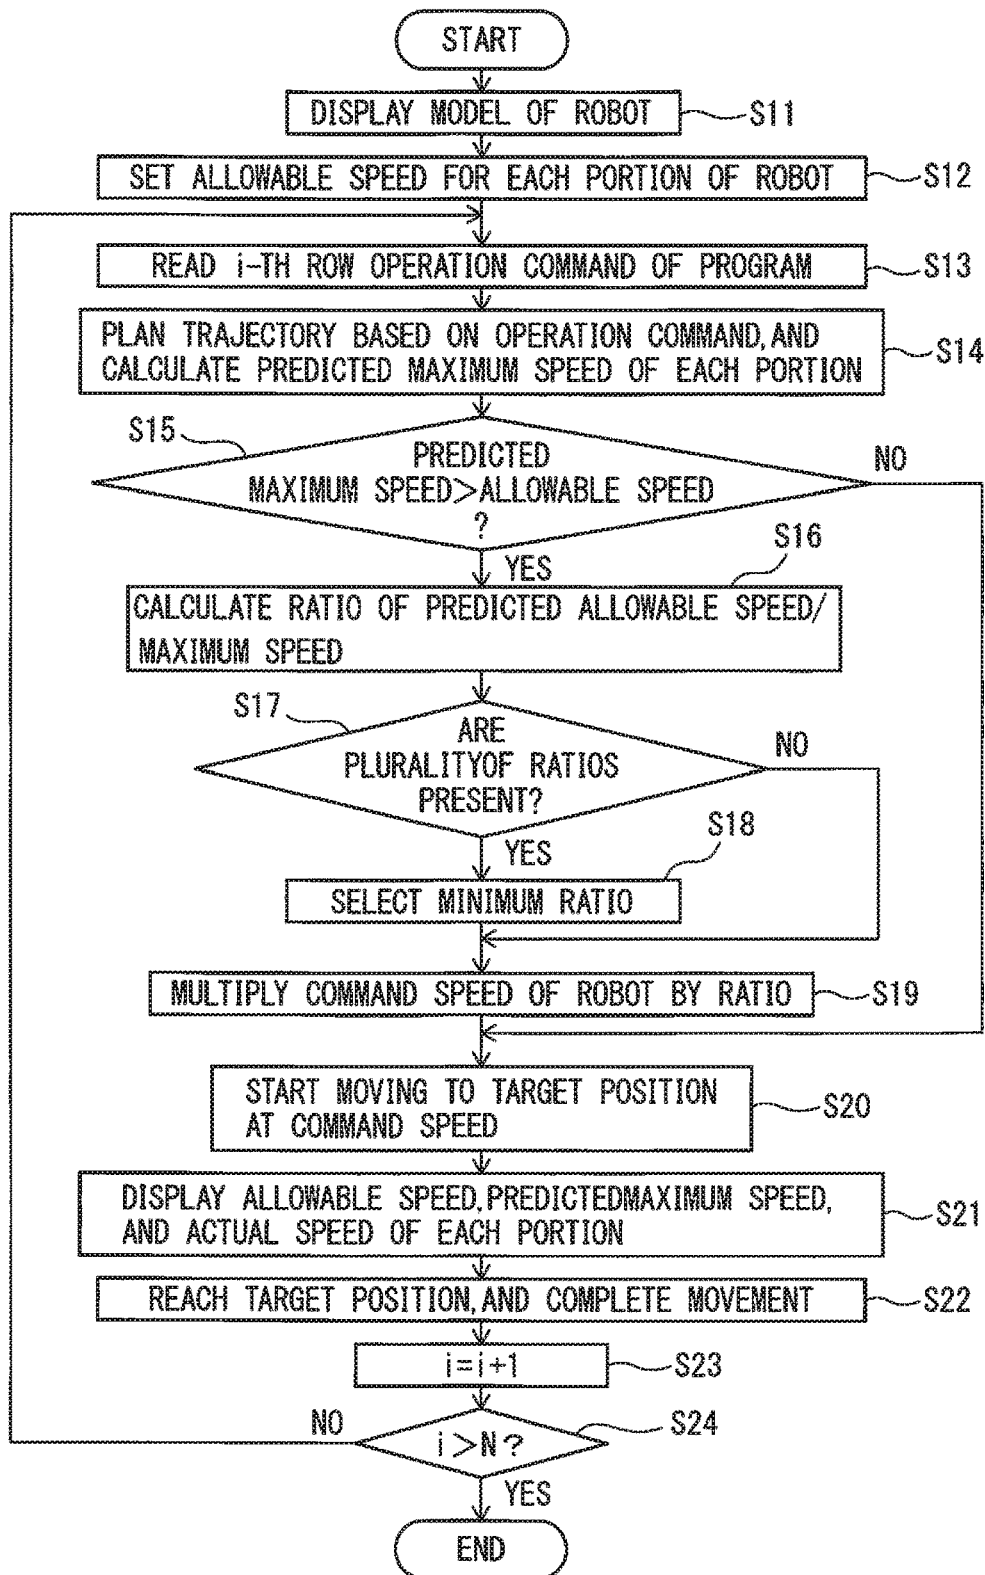 START
DISPLAY MODEL OF ROBOT
S11
SET ALLOWABLE SPEED FOR EACH PORTION OF ROBOT
S12
READ i-TH ROW OPERATION COMMAND OF PROGRAM
S13
PLAN TRAJECTORY BASED ON OPERATION COMMAND,AND
CALCULATE PREDICTED MAXIMUM SPEED OF EACH PORTION
S14
S15
PREDICTED
MAXIMUM SPEED>ALLOWABLE SPEED
?
NO
YES
S16
CALCULATE RATIO OF PREDICTED ALLOWABLE SPEED/
MAXIMUM SPEED
S17
ARE
PLURALITYOF RATIOS
PRESENT?
NO
YES
S18
SELECT MINIMUM RATIO
MULTIPLY COMMAND SPEED OF ROBOT BY RATIO
S19
START MOVING TO TARGET POSITION
AT COMMAND SPEED
S20
DISPLAY ALLOWABLE SPEED,PREDICTEDMAXIMUM SPEED,
AND ACTUAL SPEED OF EACH PORTION
S21
REACH TARGET POSITION,AND COMPLETE MOVEMENT
S22
i=i+1
S23
NO
i>N?
S24
YES
END